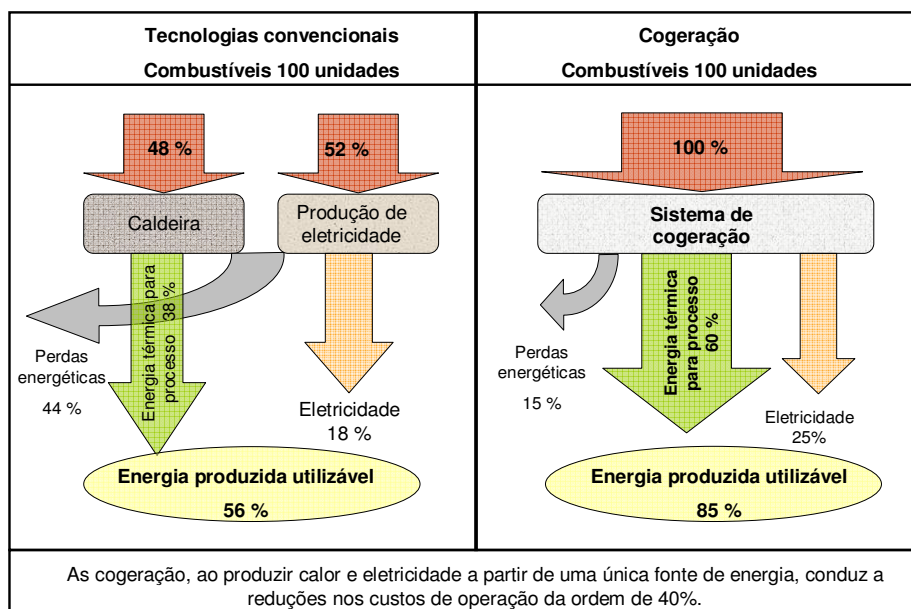 Tecnologias convencionais
Combustíveis 100 unidades
48 %
52 %
Caldeira
Produção de
eletricidade
Energia térmica para
processo 38 %
Perdas
energéticas
44 %
Eletricidade
18 %
Energia produzida utilizável
56 %
Cogeração
Combustíveis 100 unidades
100 %
Sistema de
cogeração
Energia térmica
para processo
60 %
Perdas
energéticas
15 %
Eletricidade
25%
Energia produzida utilizável
85 %
As cogeração, ao produzir calor e eletricidade a partir de uma única fonte de energia, conduz a
reduções nos custos de operação da ordem de 40%.